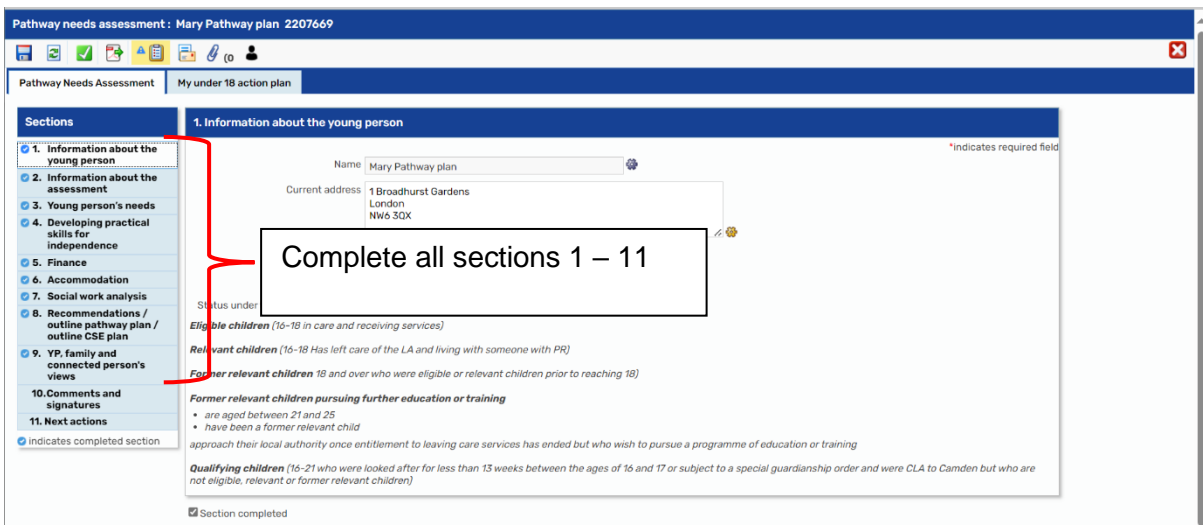 Pathway needs assessment : Mary Pathway plan 2207669
(0
Pathway Needs Assessment
My under 18 action plan
Sections
1. Information about the
young person
2. Information about the
assessment
3. Young person's needs
4. Developing practical
skills for
independence
5. Finance
6. Accommodation
7. Social work analysis
8. Recommendations /
outline pathway plan /
outline CSE plan
9. YP, family and
connected person's
views
10.Comments and
signatures
11. Next actions
indicates completed section
1. Information about the young person
*indicates required field
Name Mary Pathway plan
Current address 1 Broadhurst Gardens
London
NW6 3QX
Complete all sections 1 – 11
Status under
Eligible children (16-18 in care and receiving services)
Relevant children (16-18 Has left care of the LA and living with someone with PR)
Former relevant children 18 and over who were eligible or relevant children prior to reaching 18)
Former relevant children pursuing further education or training
• are aged between 21 and 25
• have been a former relevant child
approach their local authority once entitlement to leaving care services has ended but who wish to pursue a programme of education or training
Qualifying children (16-21 who were looked after for less than 13 weeks between the ages of 16 and 17 or subject to a special guardianship order and were CLA to Camden but who are
not eligible, relevant or former relevant children)
Section completed